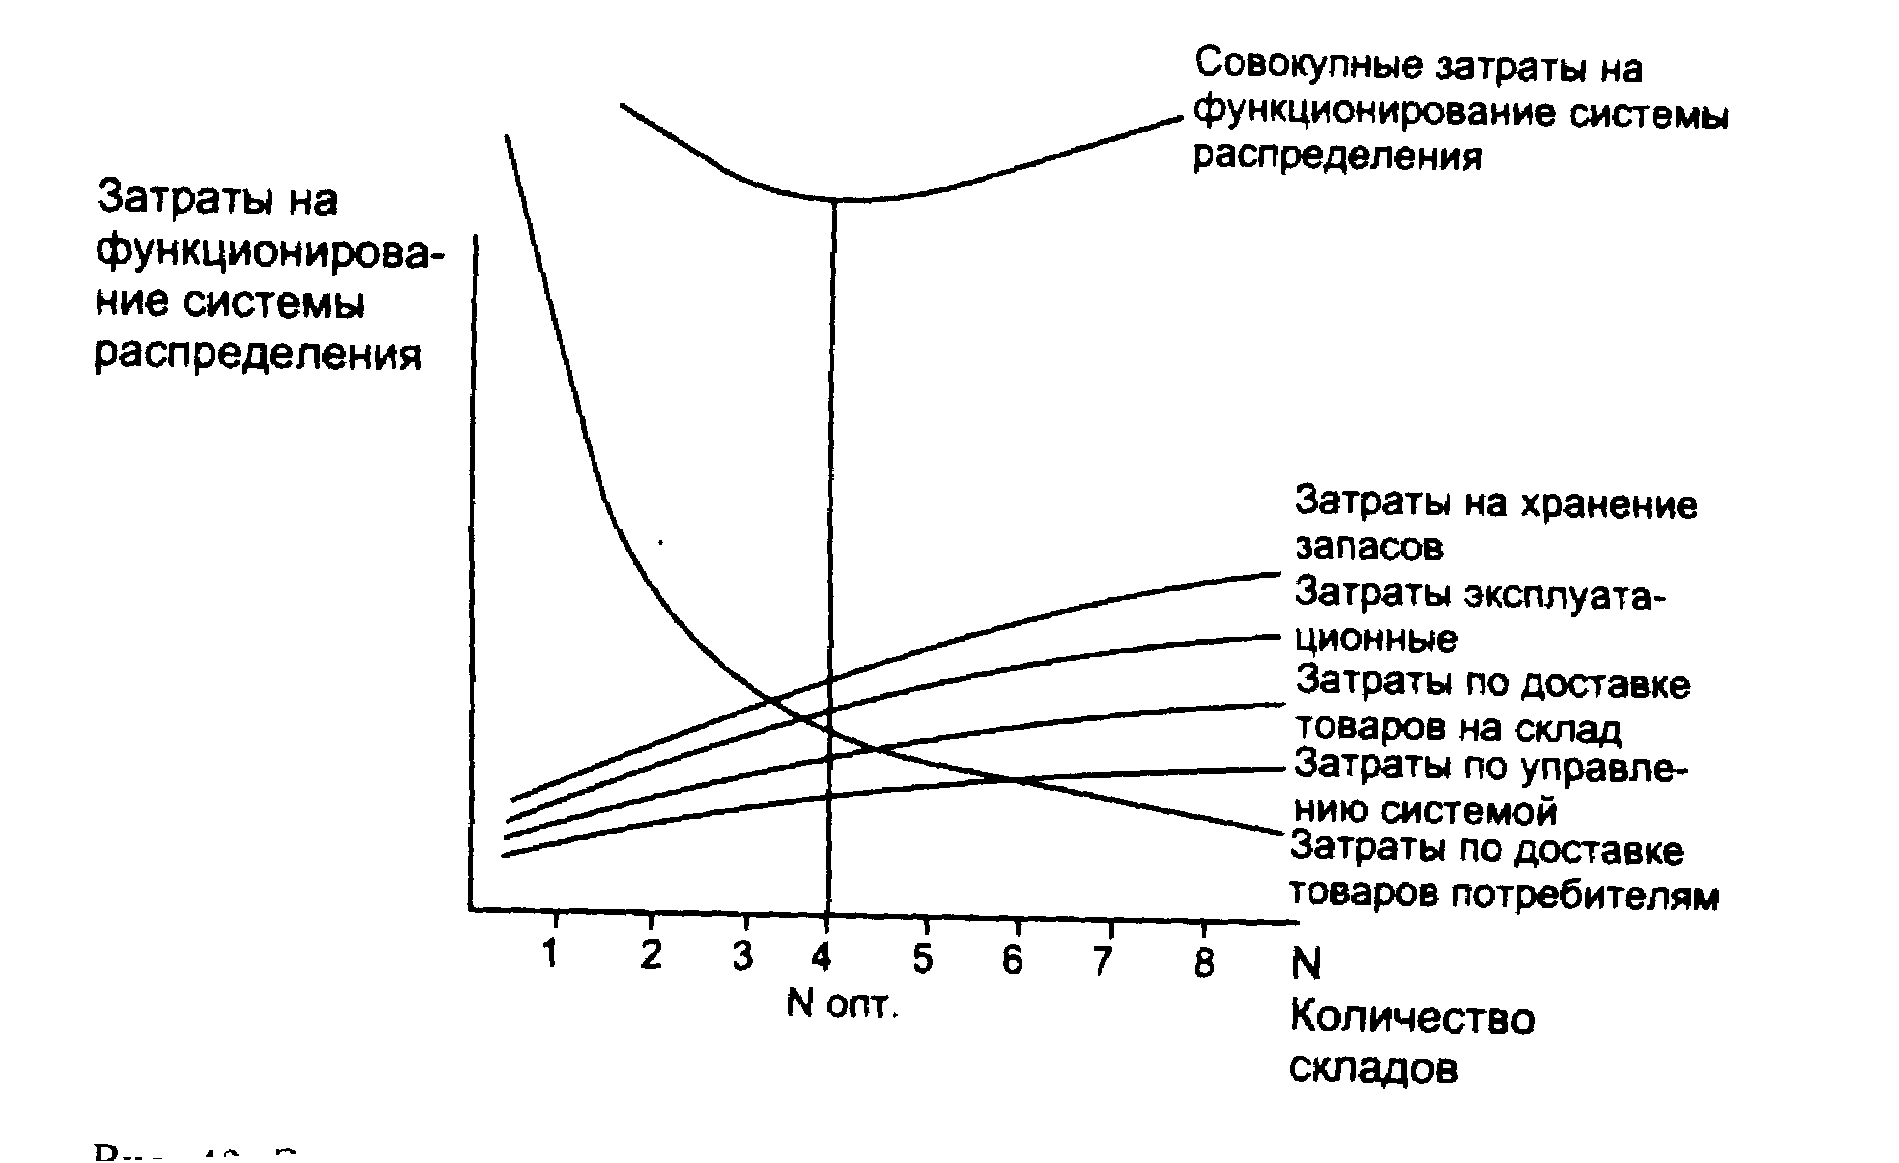 Совокупные затраты на
функционирование системы
распределения
Затраты на
функционирова-
ние системы
распределения
Затраты на хранение
запасов
Затраты эксплуата-
ционные
Затраты по доставке
товаров на склад
Затраты по управле-
нию системой
Затраты по доставке
товаров потребителям
1 2 3 4 5 6 7 8 N
N опт.
Количество
складов